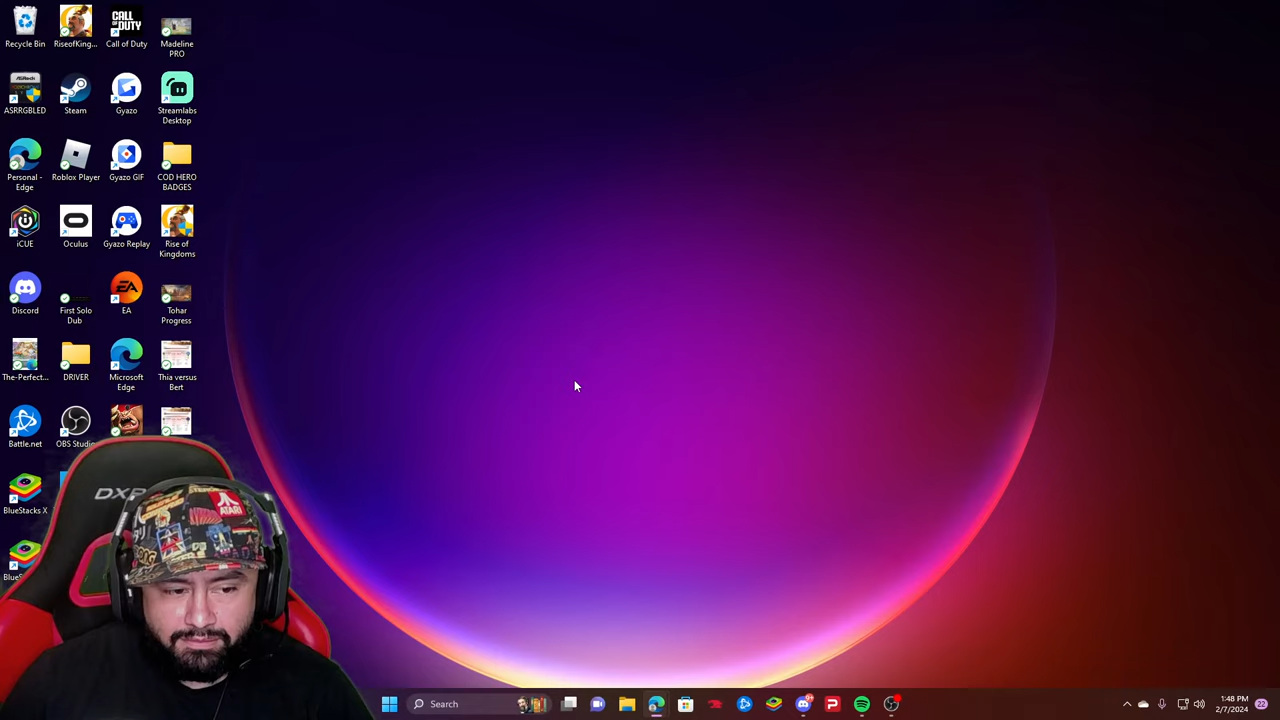 Recycle Bin
RiseofKing...
CALL OF DUTY
Call of Duty
Madeline PRO
ASRock
ASRRGBLED
Steam
Gyazo
Streamlabs Desktop
Personal - Edge
Roblox Player
Gyazo GIF
COD HERO BADGES
iCUE
Oculus
Gyazo Replay
Rise of Kingdoms
Discord
First Solo Dub
EA
EA
Tohar Progress
The-Perfect...
DRIVER
Microsoft Edge
Thia versus Bert
Battle.net
OBS Studio
BlueStacks X
DXR
ATARI
Search
1:48 PM
2/7/2024